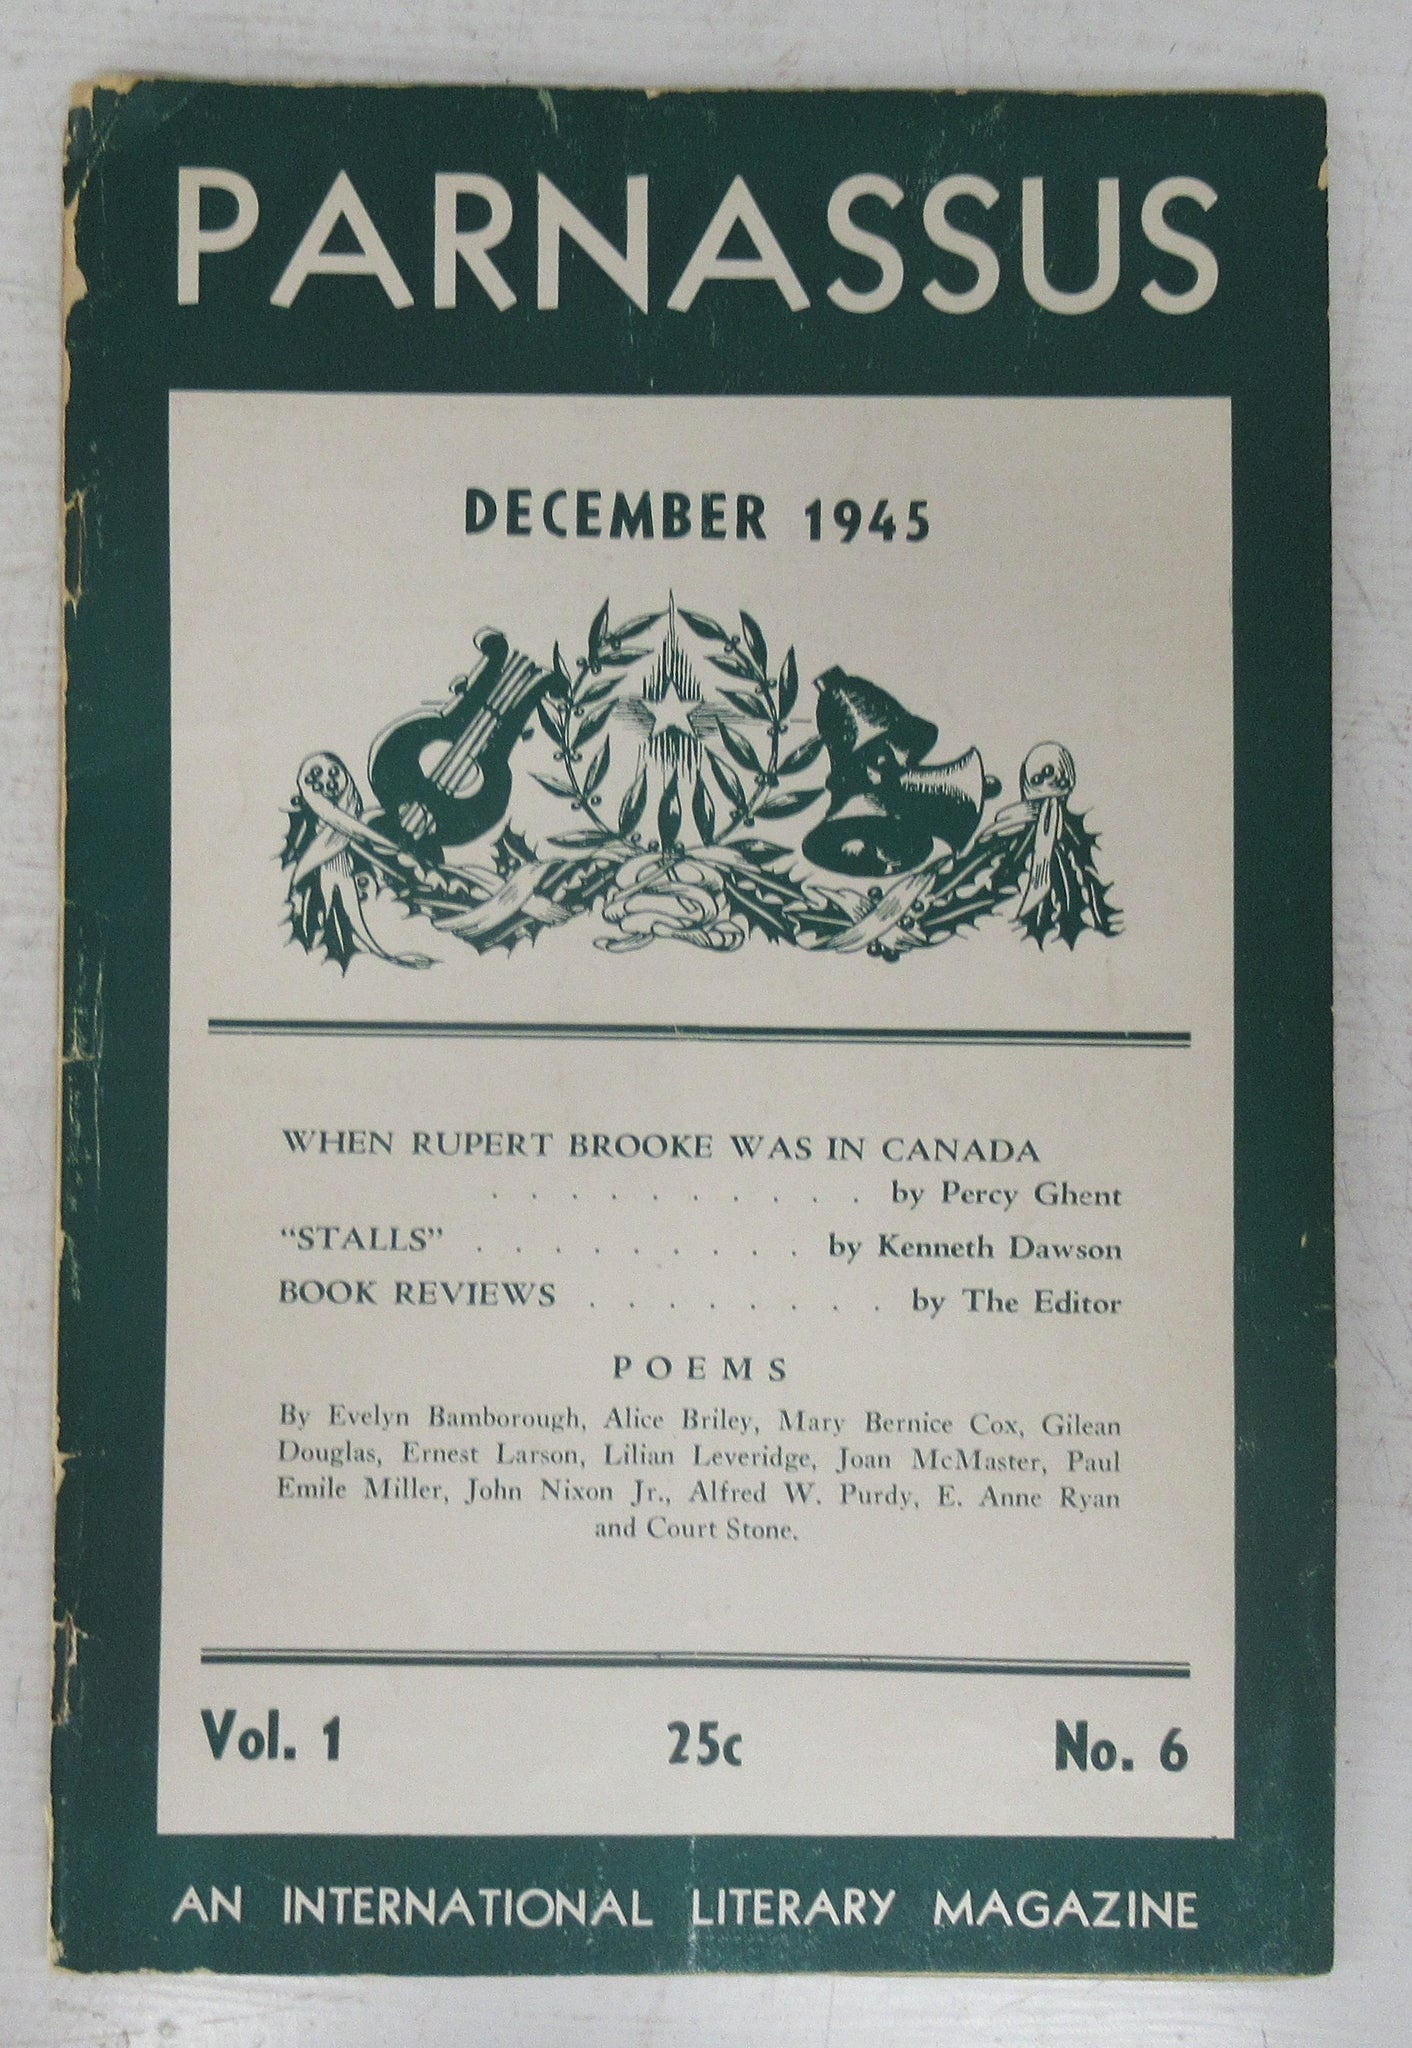 PARNASSUS
DECEMBER 1945
WHEN RUPERT BROOKE WAS IN CANADA
. . . . . . . . . . by Percy Ghent
"STALLS" . . . . . . . . . by Kenneth Dawson
BOOK REVIEWS . . . . . . . . by The Editor
POEMS
By Evelyn Bamborough, Alice Briley, Mary Bernice Cox, Gilean
Douglas, Ernest Larson, Lilian Leveridge, Joan McMaster, Paul
Emile Miller, John Nixon Jr., Alfred W. Purdy, E. Anne Ryan
and Court Stone.
Vol. 1 25c No. 6
AN INTERNATIONAL LITERARY MAGAZINE